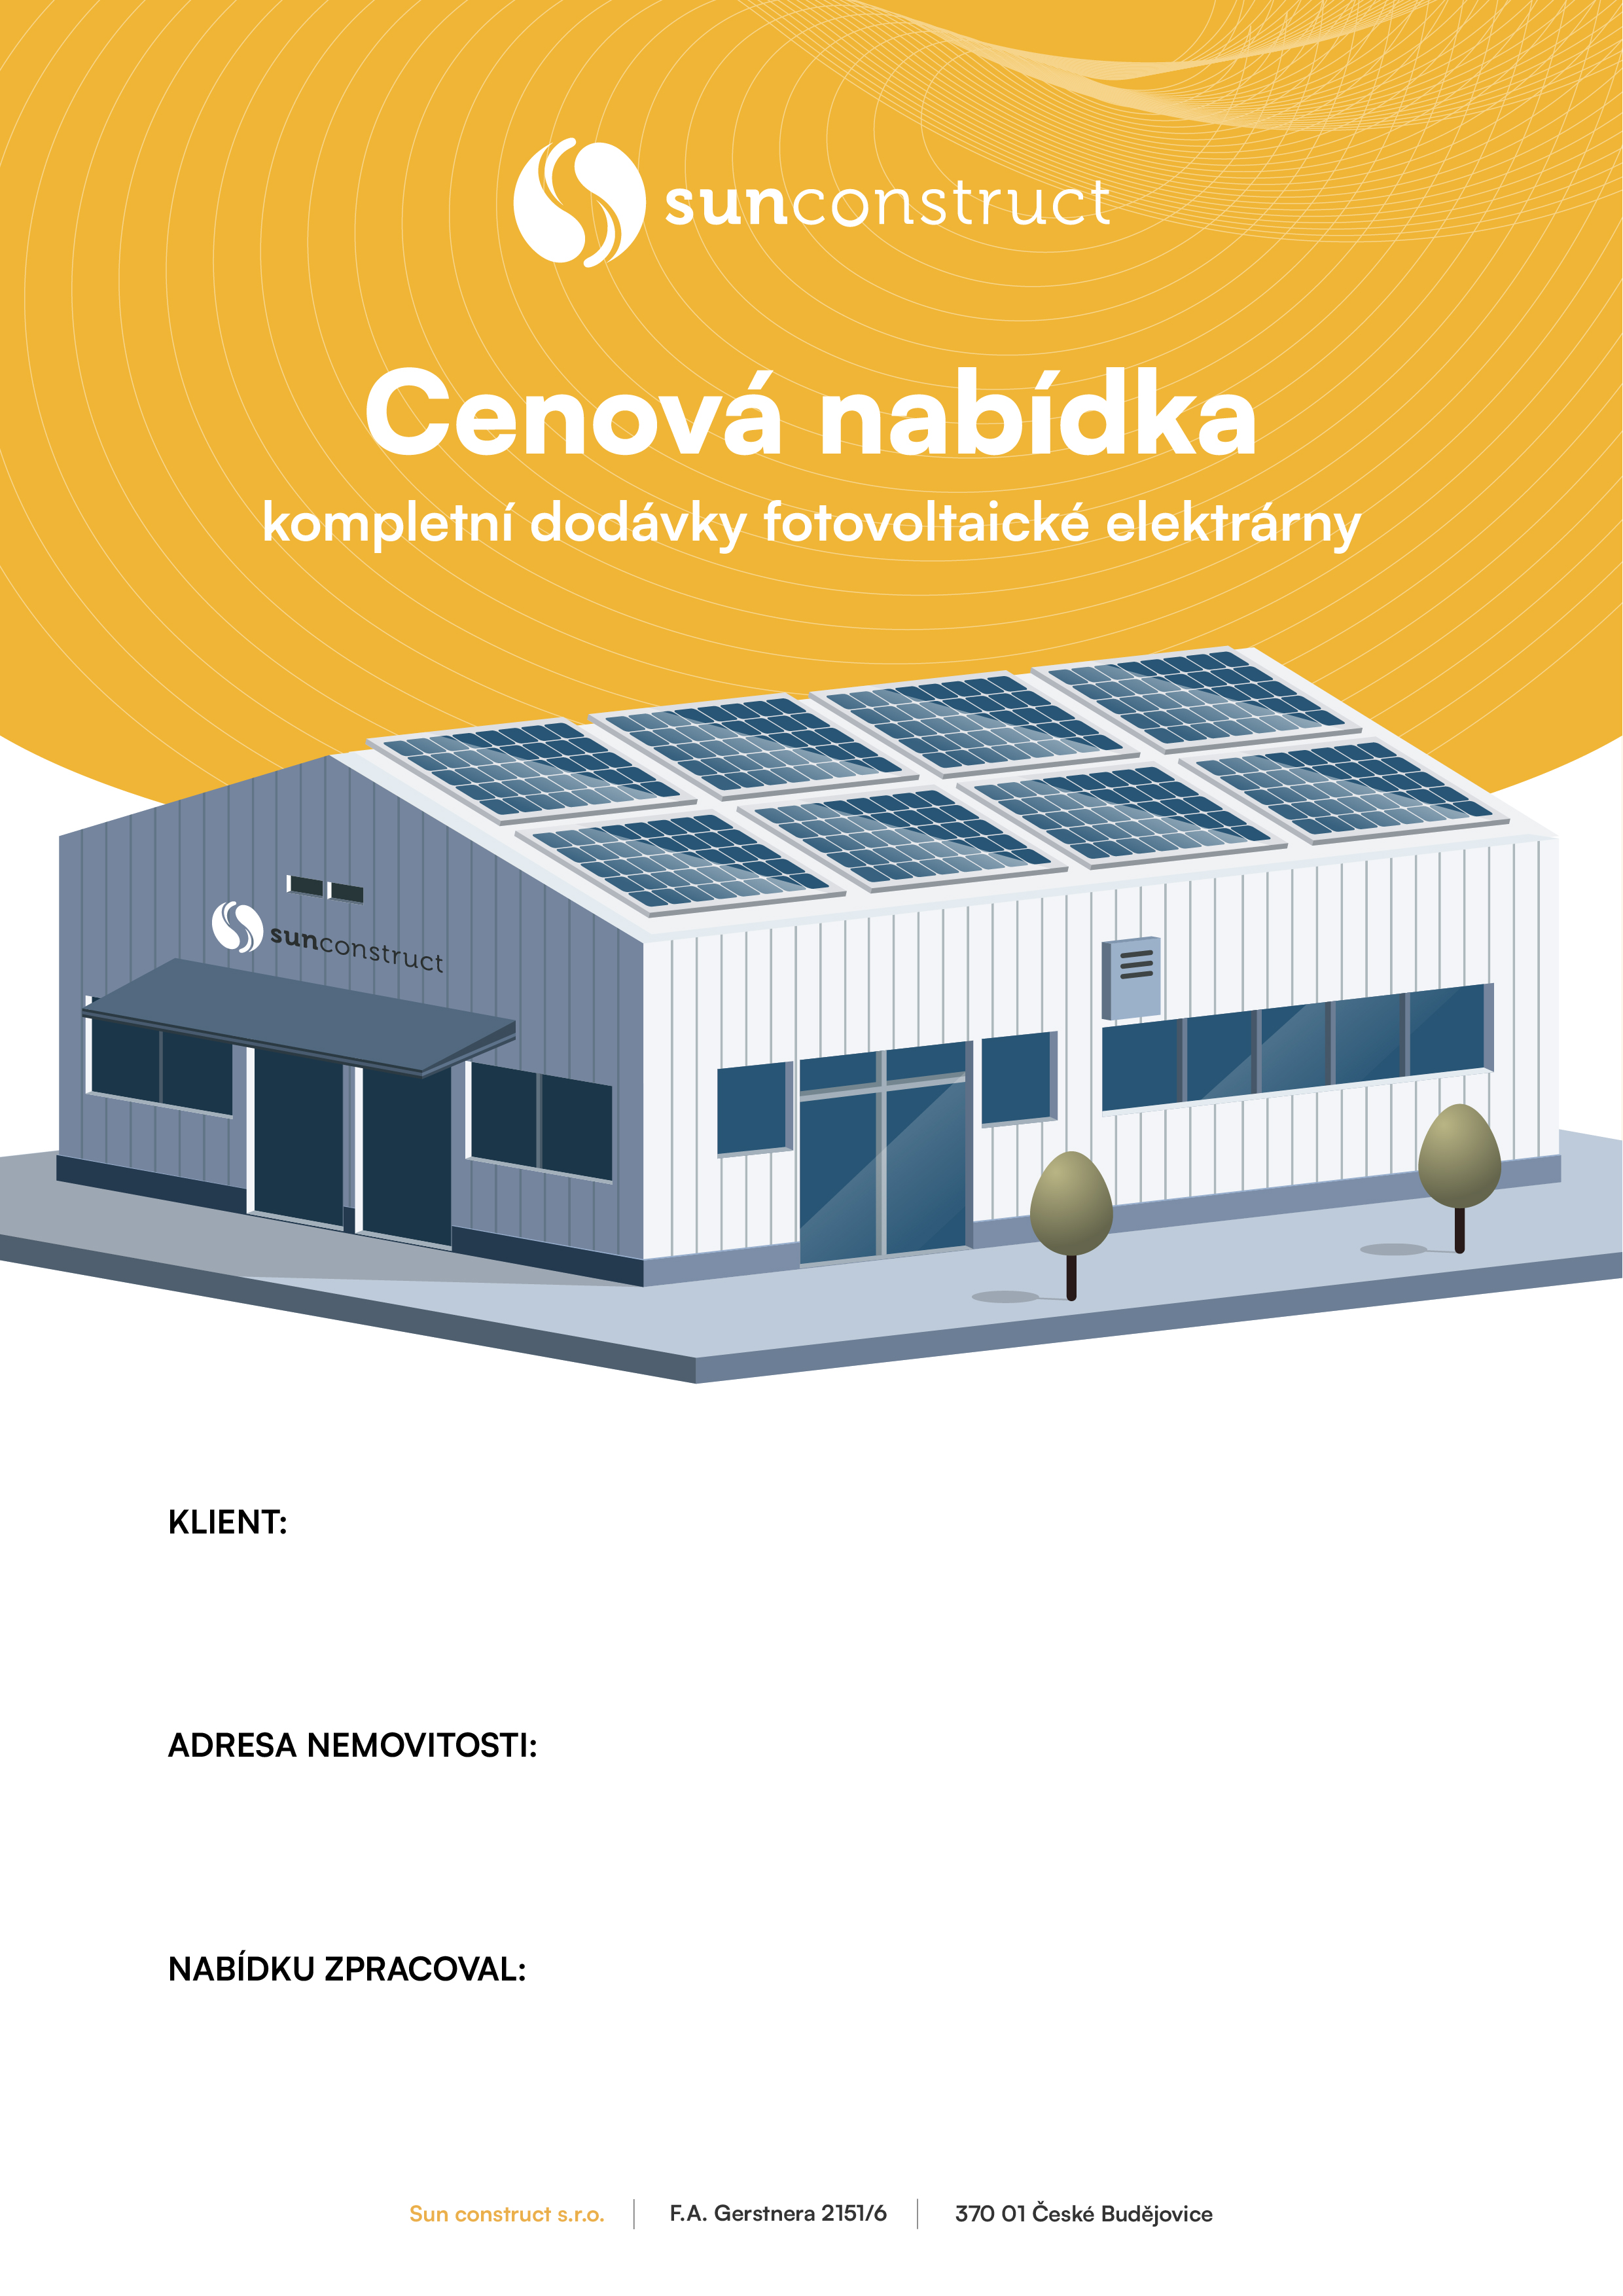 sunconstruct
Cenová nabídka
kompletní dodávky fotovoltaické elektrárny
sunconstruct
KLIENT:
ADRESA NEMOVITOSTI:
NABÍDKU ZPRACOVAL:
Sun construct s.r.o. | F.A. Gerstnera 2151/6 | 370 01 České Budějovice